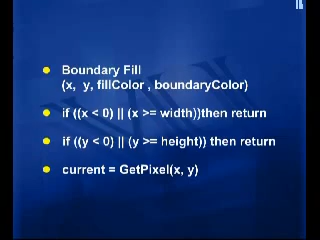 Boundary Fill
(x, y, fillColor , boundaryColor)
if ((x < 0) || (x >= width))then return
if ((y < 0) || (y >= height)) then return
current = GetPixel(x, y)